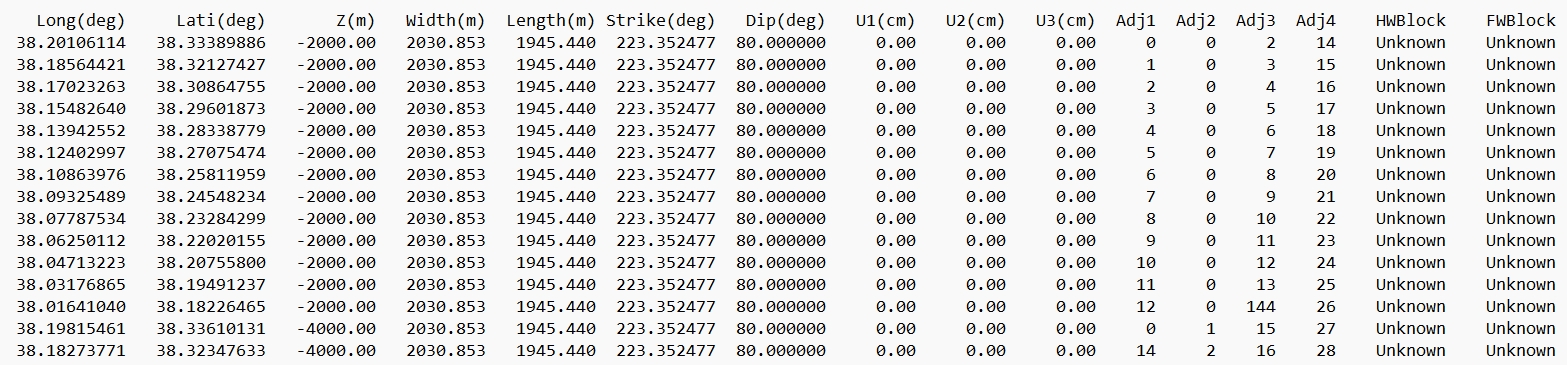 Long(deg) Lati(deg) Z(m) Width(m) Length(m) Strike(deg) Dip(deg) U1(cm) U2(cm) U3(cm) Adj1 Adj2 Adj3 Adj4 HWBlock FWBlock
38.20106114 38.33389886 -2000.00 2030.853 1945.440 223.352477 80.000000 0.00 0.00 0.00 0 0 2 14 Unknown Unknown
38.18564421 38.32127427 -2000.00 2030.853 1945.440 223.352477 80.000000 0.00 0.00 0.00 1 0 3 15 Unknown Unknown
38.17023263 38.30864755 -2000.00 2030.853 1945.440 223.352477 80.000000 0.00 0.00 0.00 2 0 4 16 Unknown Unknown
38.15482640 38.29601873 -2000.00 2030.853 1945.440 223.352477 80.000000 0.00 0.00 0.00 3 0 5 17 Unknown Unknown
38.13942552 38.28338779 -2000.00 2030.853 1945.440 223.352477 80.000000 0.00 0.00 0.00 4 0 6 18 Unknown Unknown
38.12402997 38.27075474 -2000.00 2030.853 1945.440 223.352477 80.000000 0.00 0.00 0.00 5 0 7 19 Unknown Unknown
38.10863976 38.25811959 -2000.00 2030.853 1945.440 223.352477 80.000000 0.00 0.00 0.00 6 0 8 20 Unknown Unknown
38.09325489 38.24548234 -2000.00 2030.853 1945.440 223.352477 80.000000 0.00 0.00 0.00 7 0 9 21 Unknown Unknown
38.07787534 38.23284299 -2000.00 2030.853 1945.440 223.352477 80.000000 0.00 0.00 0.00 8 0 10 22 Unknown Unknown
38.06250112 38.22020155 -2000.00 2030.853 1945.440 223.352477 80.000000 0.00 0.00 0.00 9 0 11 23 Unknown Unknown
38.04713223 38.20755800 -2000.00 2030.853 1945.440 223.352477 80.000000 0.00 0.00 0.00 10 0 12 24 Unknown Unknown
38.03176865 38.19491237 -2000.00 2030.853 1945.440 223.352477 80.000000 0.00 0.00 0.00 11 0 13 25 Unknown Unknown
38.01641040 38.18226465 -2000.00 2030.853 1945.440 223.352477 80.000000 0.00 0.00 0.00 12 0 144 26 Unknown Unknown
38.19815461 38.33610131 -4000.00 2030.853 1945.440 223.352477 80.000000 0.00 0.00 0.00 0 1 15 27 Unknown Unknown
38.18273771 38.32347633 -4000.00 2030.853 1945.440 223.352477 80.000000 0.00 0.00 0.00 14 2 16 28 Unknown Unknown